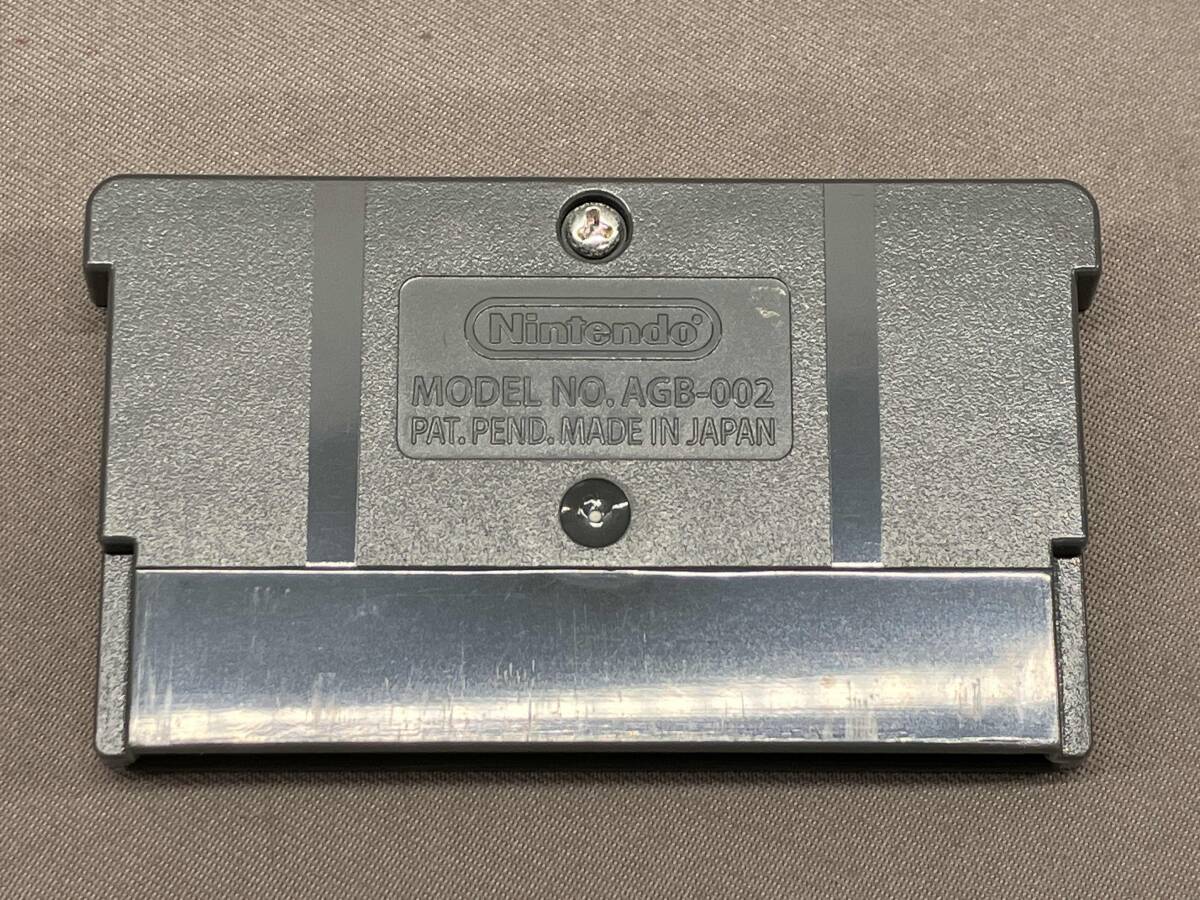 Nintendo
MODEL NO. AGB-002
PAT. PEND. MADE IN JAPAN